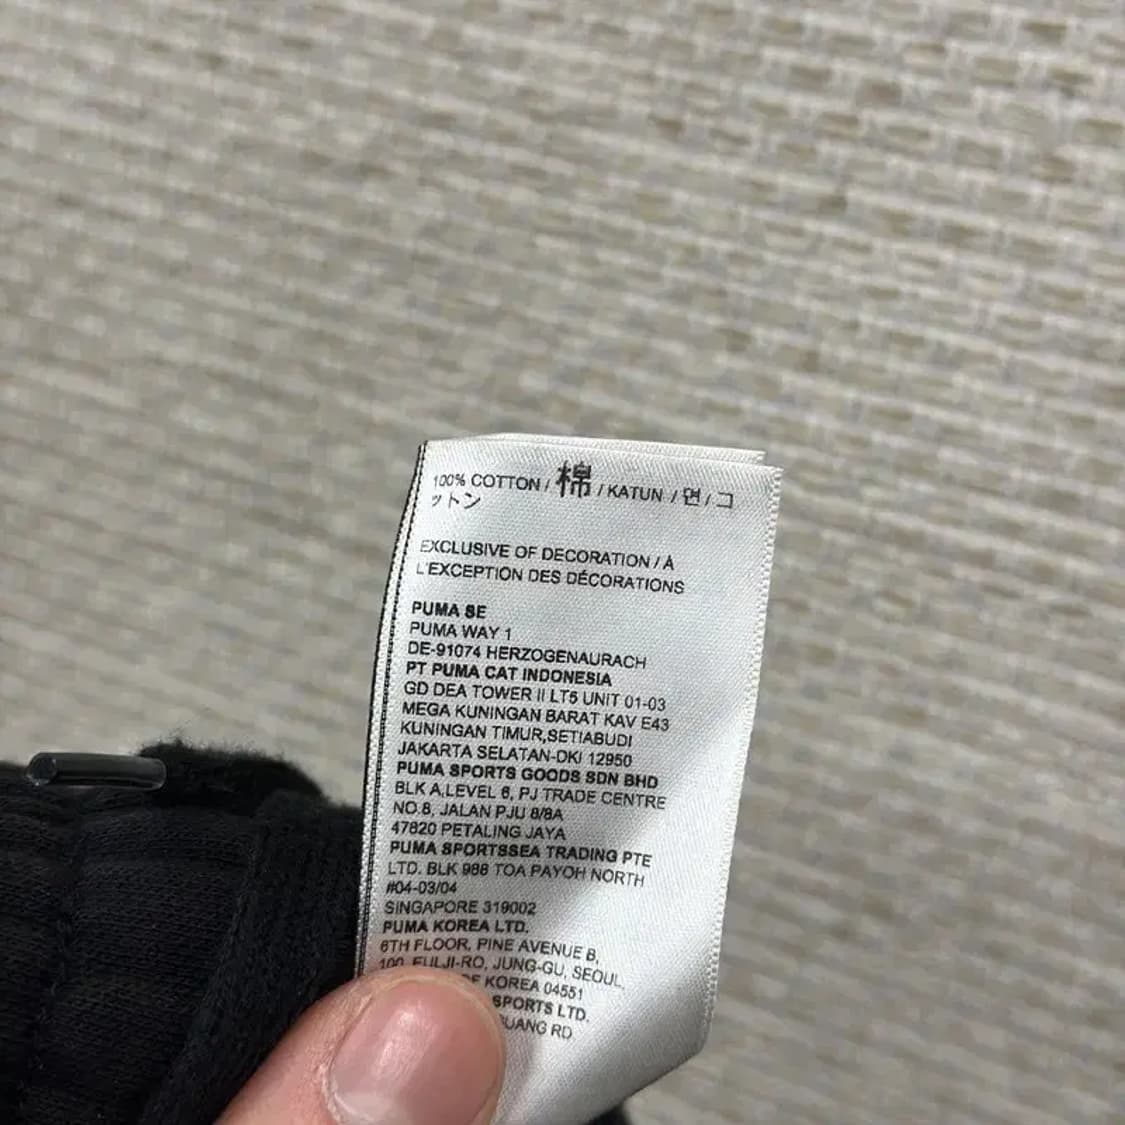 100% COTTON / 棉 / KATUN / 면 / コ
ットン
EXCLUSIVE OF DECORATION / À
L'EXCEPTION DES DÉCORATIONS
PUMA SE
PUMA WAY 1
DE-91074 HERZOGENAURACH
PT PUMA CAT INDONESIA
GD DEA TOWER II LT5 UNIT 01-03
MEGA KUNINGAN BARAT KAV E43
KUNINGAN TIMUR,SETIABUDI
JAKARTA SELATAN-DKI 12950
PUMA SPORTS GOODS SDN BHD
BLK A,LEVEL 6, PJ TRADE CENTRE
NO.8, JALAN PJU 8/8A
47820 PETALING JAYA
PUMA SPORTSSEA TRADING PTE
LTD. BLK 988 TOA PAYOH NORTH
#04-03/04
SINGAPORE 319002
PUMA KOREA LTD.
6TH FLOOR, PINE AVENUE B,
100, EULJI-RO, JUNG-GU, SEOUL,
KOREA 04551
SPORTS LTD.
RD